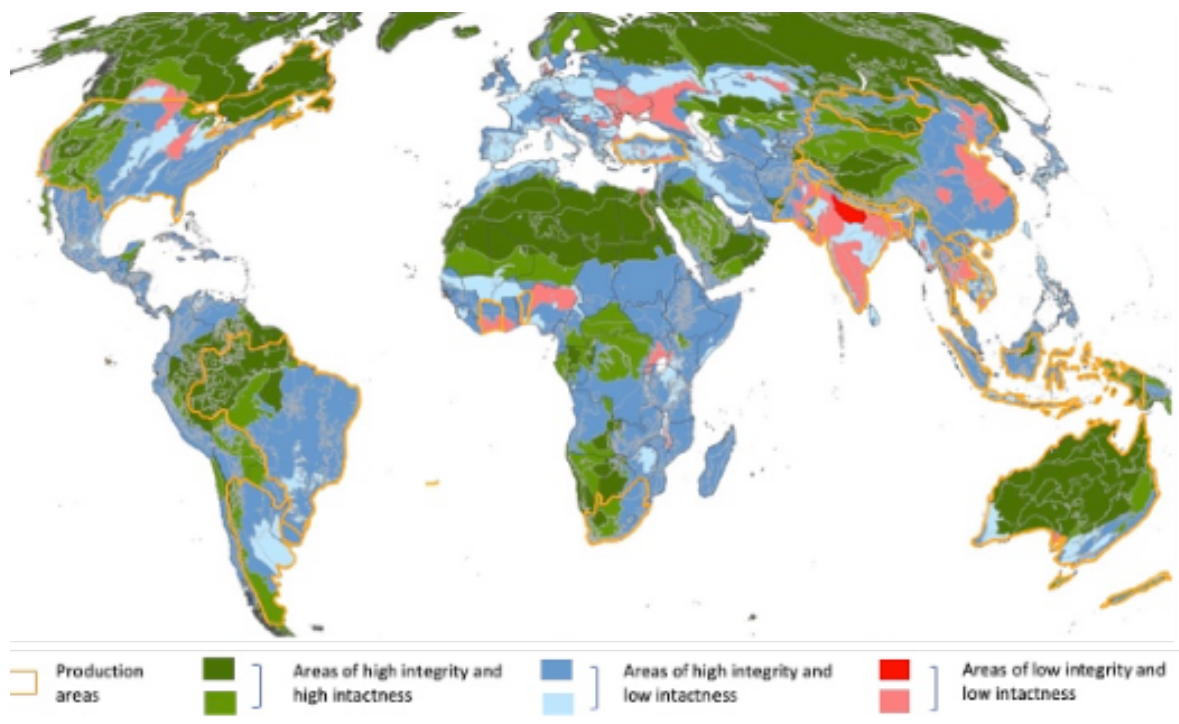 Production
areas
Areas of high integrity and
high intactness
Areas of high integrity and
low intactness
Areas of low integrity and
low intactness